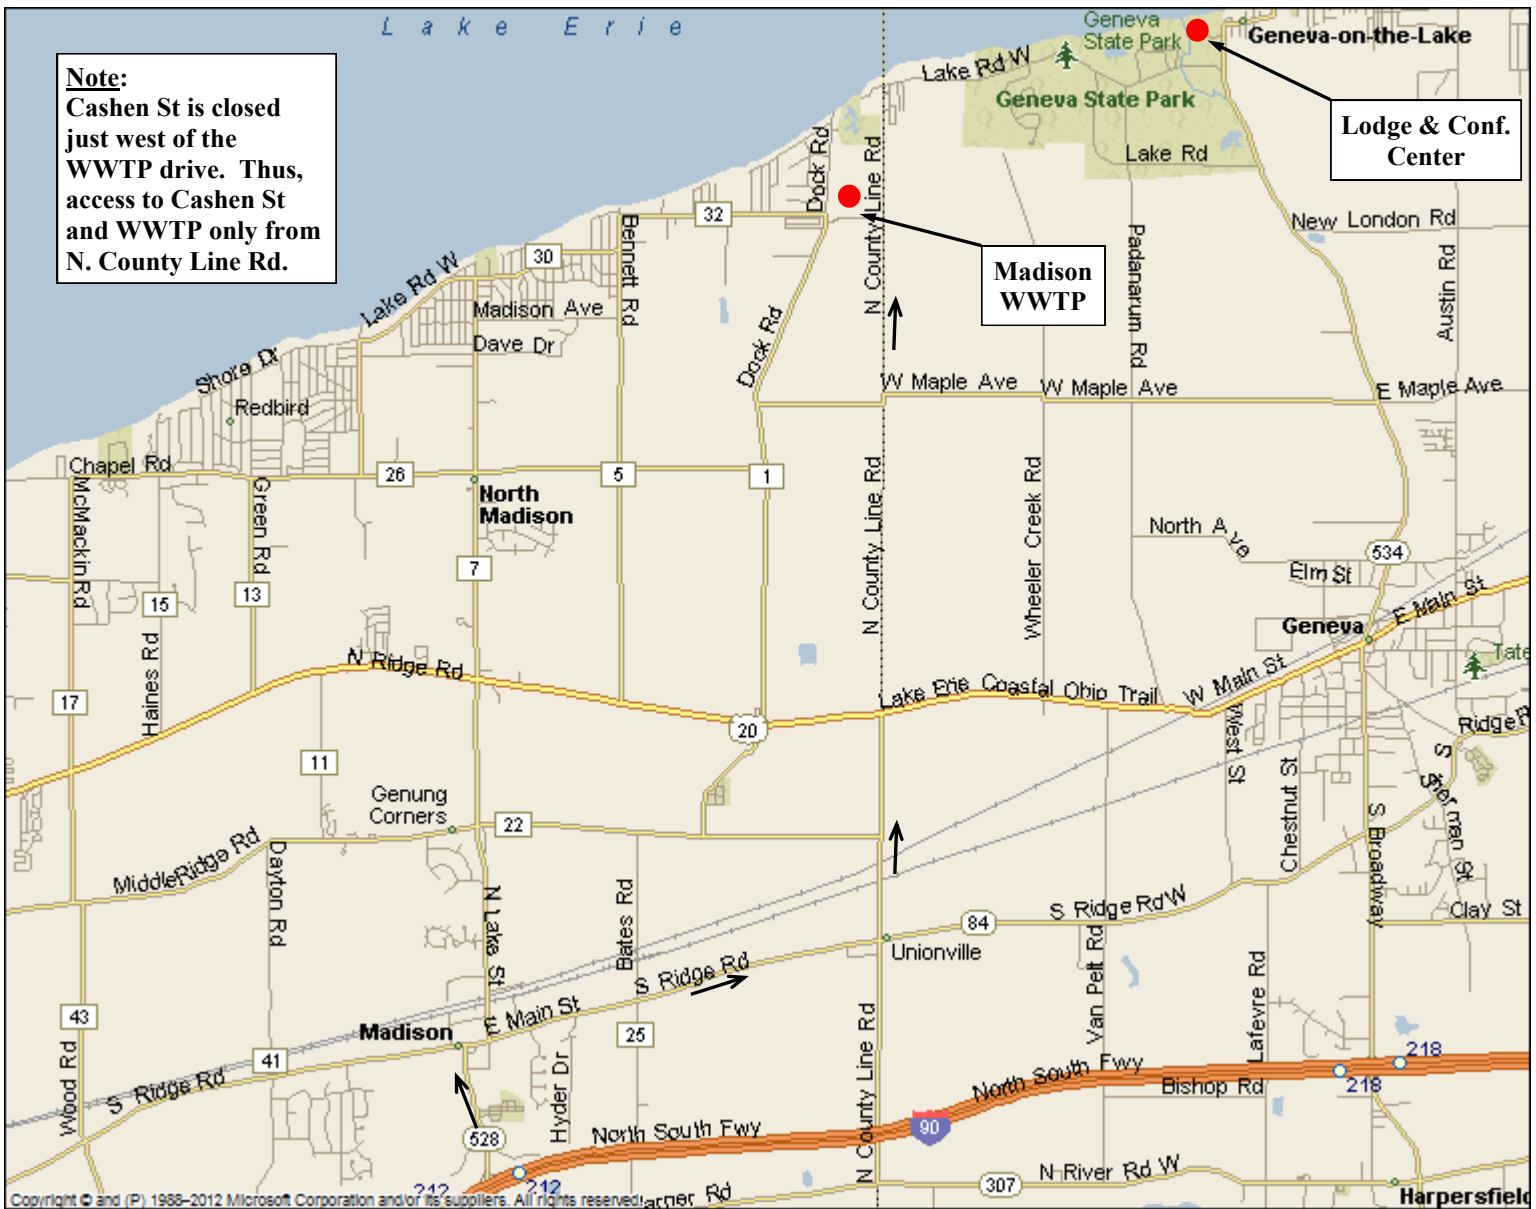 Lake Erie
Note:
Cashen St is closed
just west of the
WWTP drive. Thus,
access to Cashen St
and WWTP only from
N. County Line Rd.
Geneva
State Park
Geneva-on-the-Lake
Lake Rd W
Geneva State Park
Lodge & Conf.
Center
Lake Rd
Dock Rd
N County Line Rd
32
Bennett Rd
New London Rd
Padanarum Rd
Austin Rd
30
Lake Rd W
Madison
WWTP
Madison Ave
Dave Dr
Dock Rd
Shore Dr
Redbird
W Maple Ave
W Maple Ave
E Maple Ave
Chapel Rd
26
5
1
McMackin Rd
Green Rd
North
Madison
N County Line Rd
Wheeler Creek Rd
North Ave
534
Elm St
E Main St
7
13
15
Haines Rd
Geneva
Tate
N Ridge Rd
17
Lake Erie Coastal Ohio Trail
W Main St
20
West St
Ridge R
11
Chestnut St
S Sherman St
Genung
Corners
22
S Broadway
Middle Ridge Rd
Dayton Rd
N Lake St
Bates Rd
S Ridge Rd W
84
Clay St
Unionville
S Ridge Rd
Van Pelt Rd
Lafevre Rd
43
E Main St
Madison
25
N County Line Rd
41
S Ridge Rd
Wood Rd
Hyder Dr
North South Fwy
218
218
Bishop Rd
528
North South Fwy
90
N River Rd W
307
212
212
arner Rd
Harpersfield
Copyright © and (P) 1988–2012 Microsoft Corporation and/or its suppliers. All rights reserved.